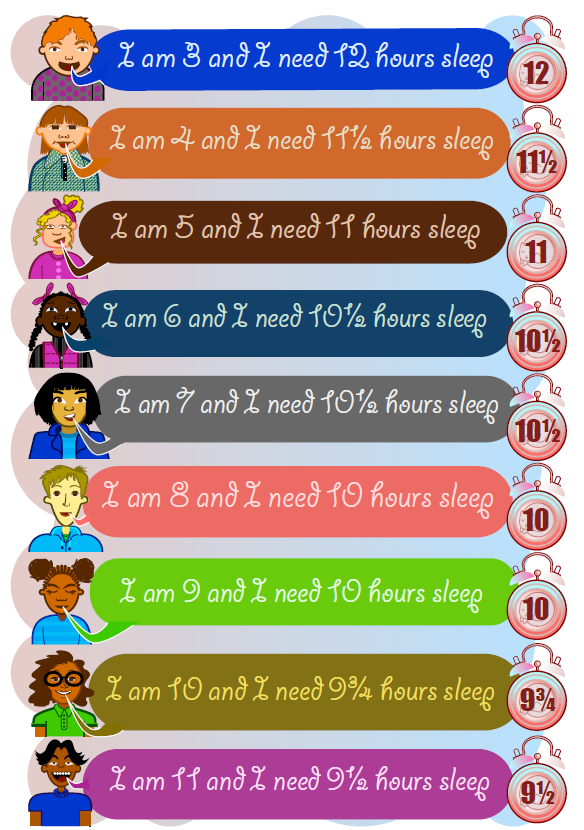 I am 3 and I need 12 hours sleep
12
I am 4 and I need 11½ hours sleep
11½
I am 5 and I need 11 hours sleep
11
I am 6 and I need 10½ hours sleep
10½
I am 7 and I need 10½ hours sleep
10½
I am 8 and I need 10 hours sleep
10
I am 9 and I need 10 hours sleep
10
I am 10 and I need 9¾ hours sleep
9¾
I am 11 and I need 9½ hours sleep
9½